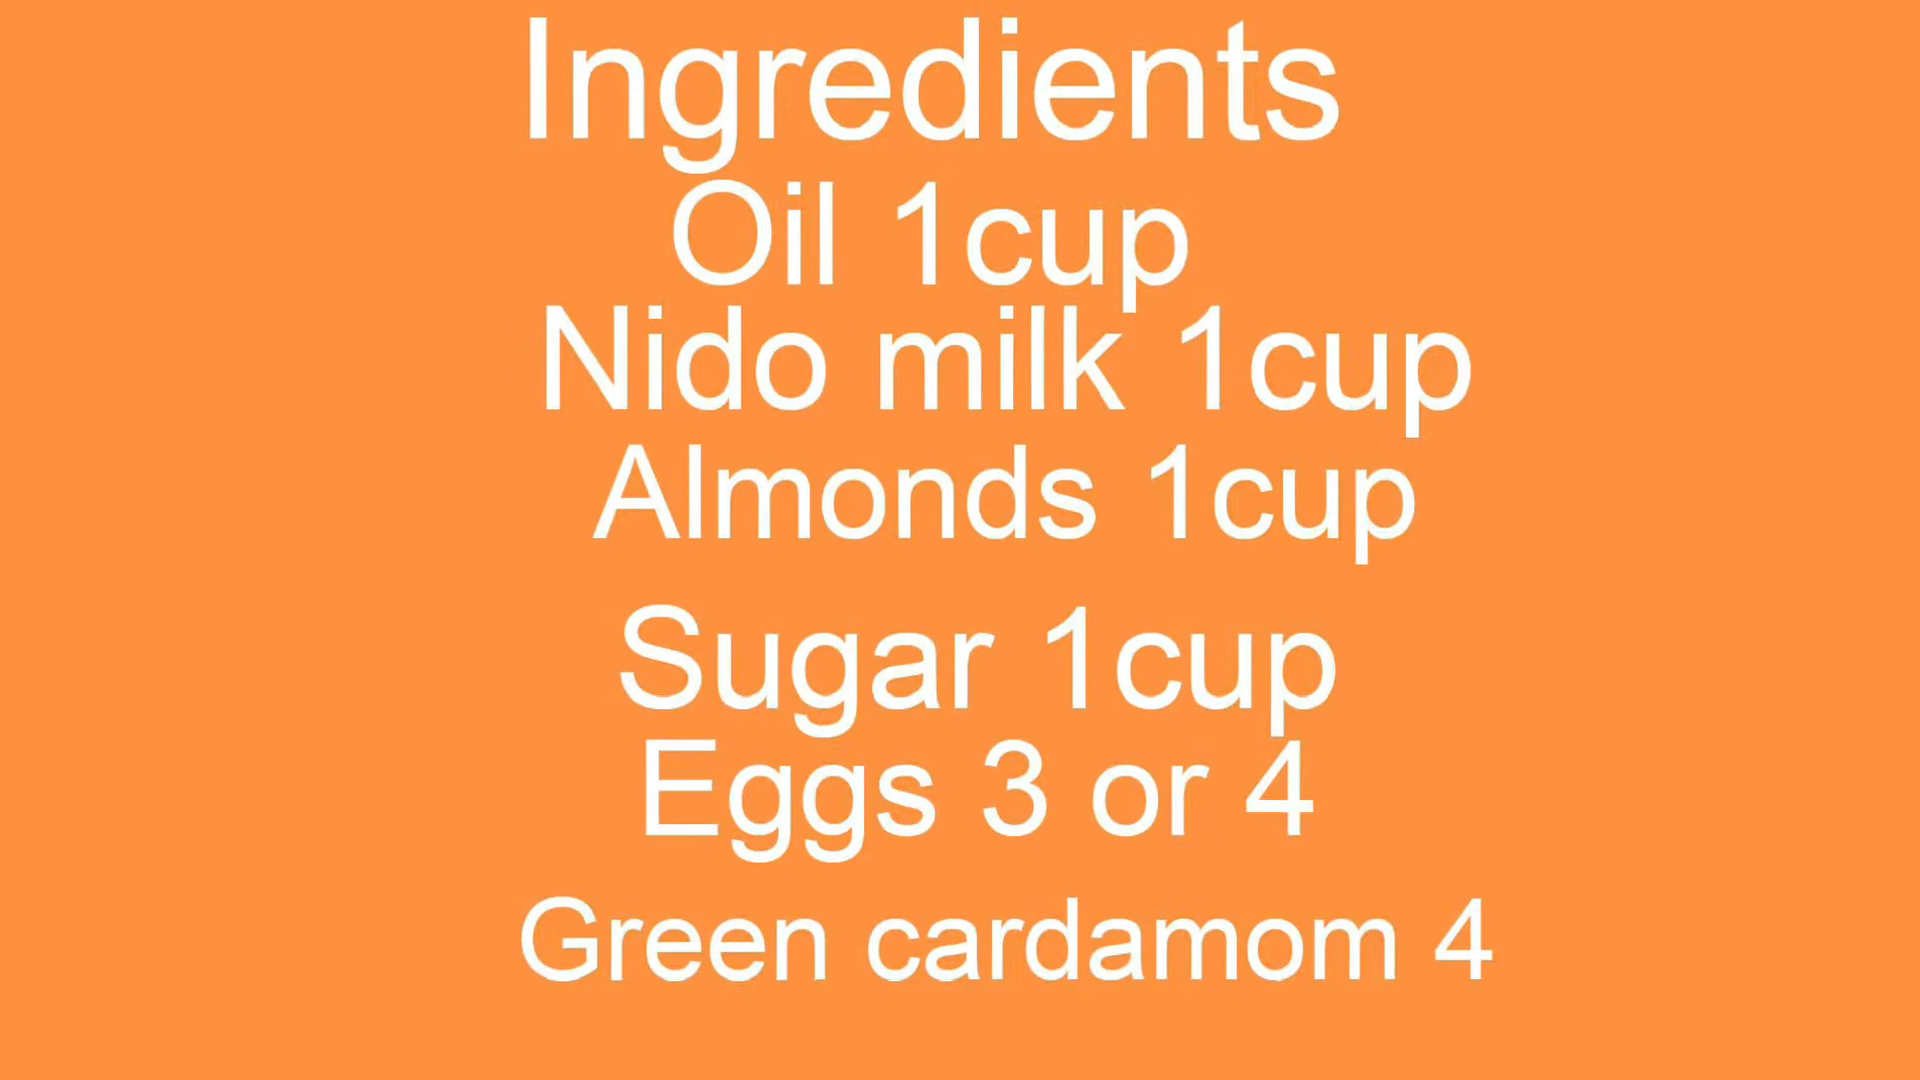 Ingredients
Oil 1cup
Nido milk 1cup
Almonds 1cup
Sugar 1cup
Eggs 3 or 4
Green cardamom 4